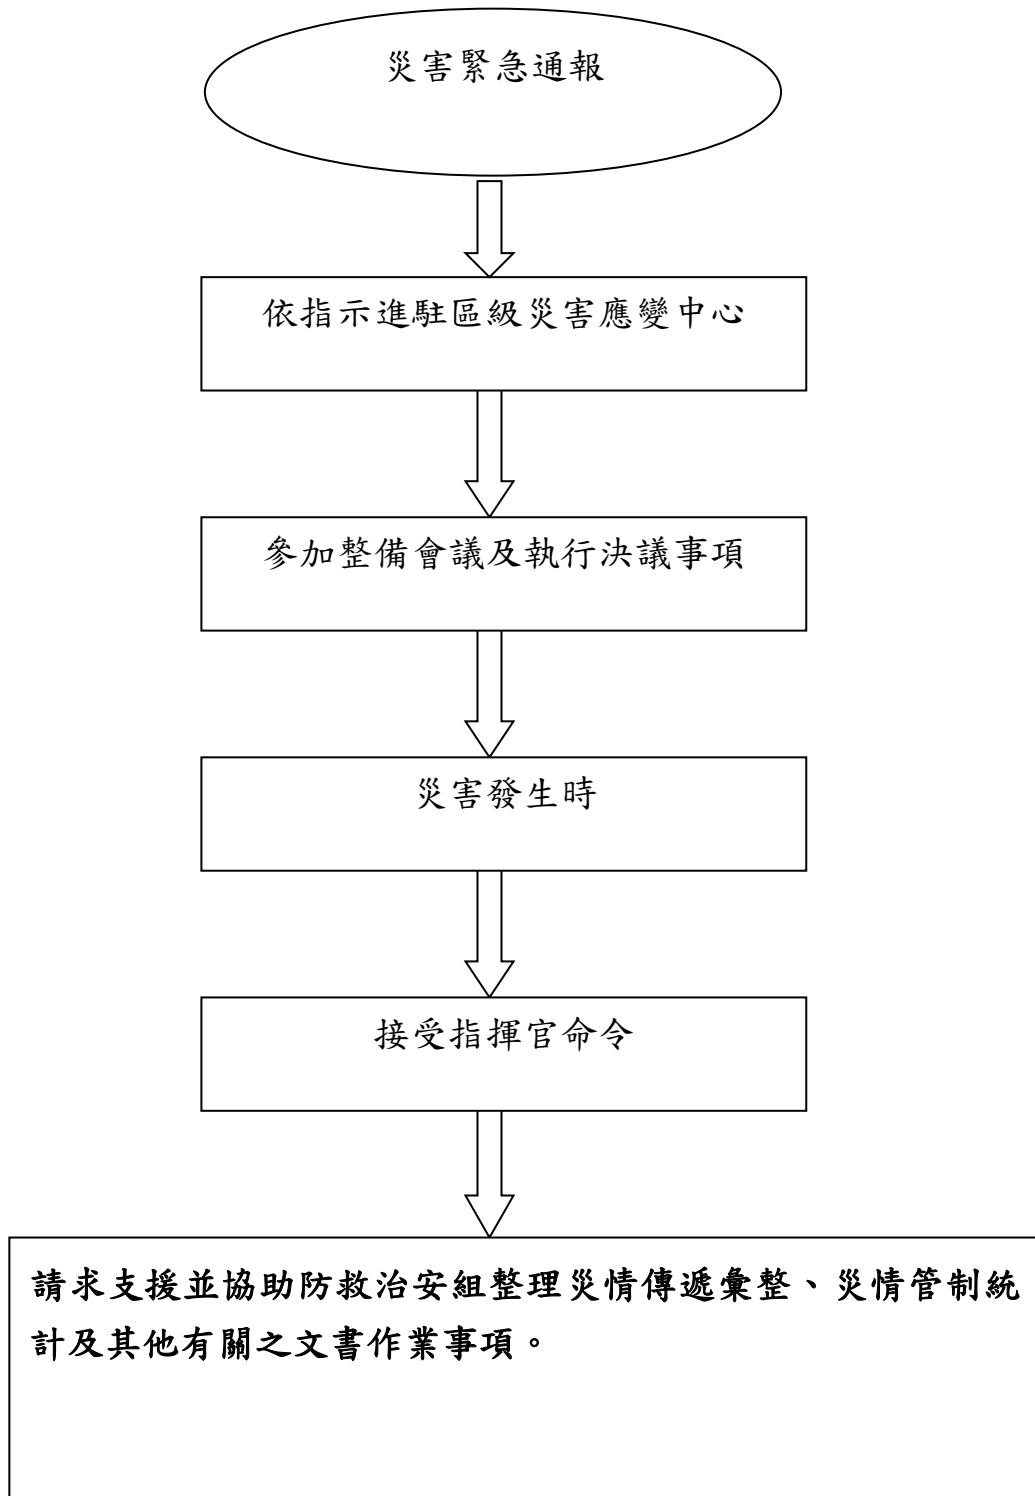 災害緊急通報
依指示進駐區級災害應變中心
參加整備會議及執行決議事項
災害發生時
接受指揮官命令
請求支援並協助防救治安組整理災情傳遞彙整、災情管制統
計及其他有關之文書作業事項。